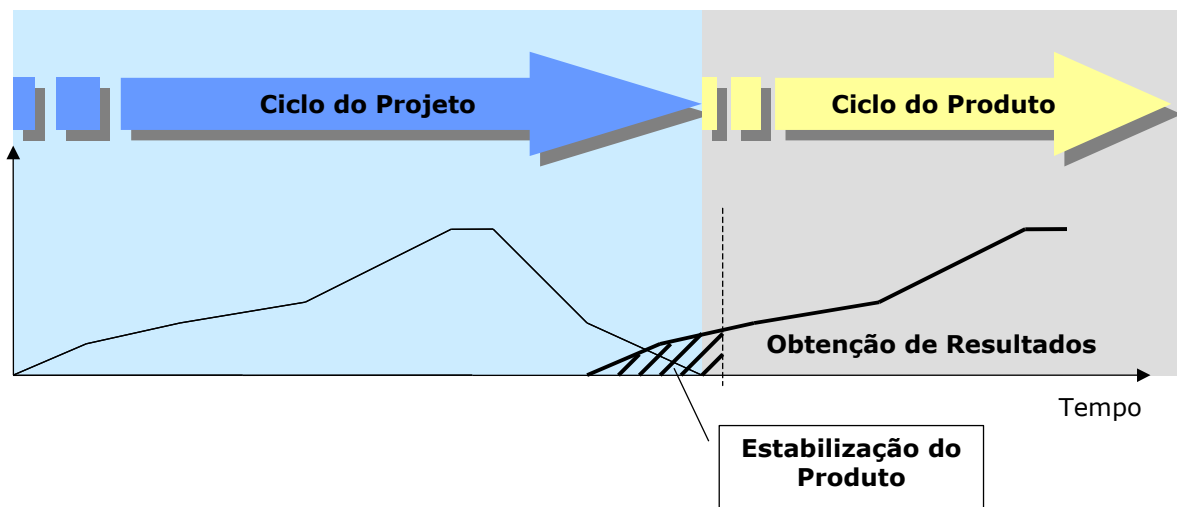 Ciclo do Projeto
Ciclo do Produto
Obtenção de Resultados
Tempo
Estabilização do
Produto